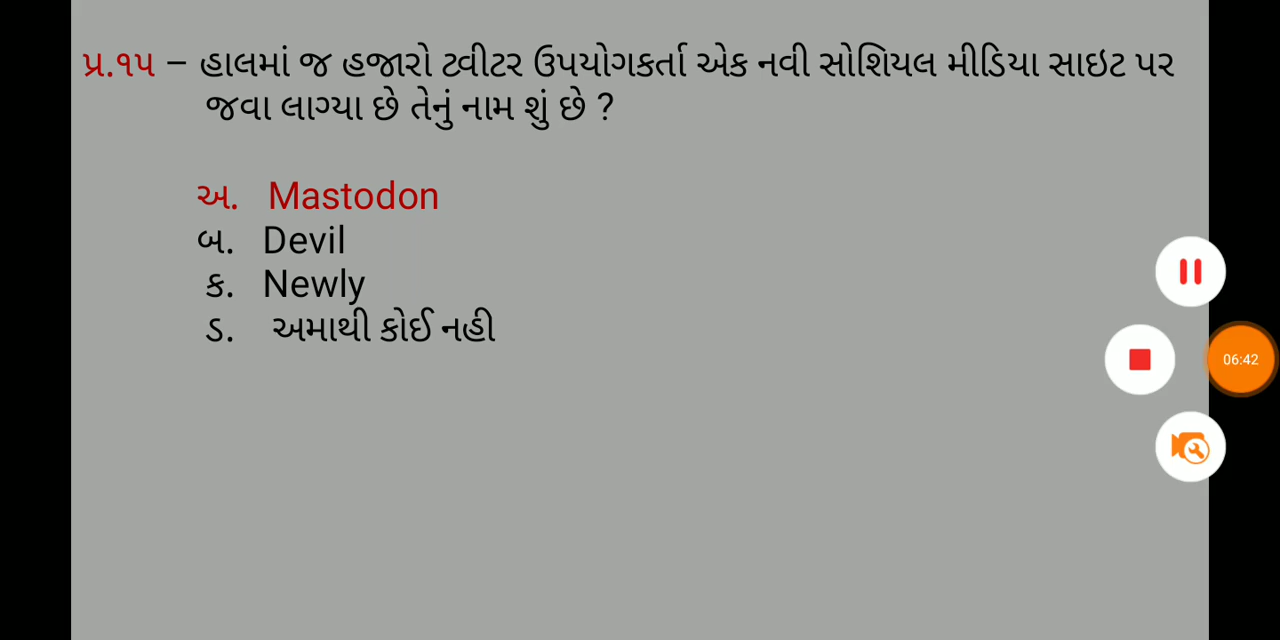 પ્ર.૧૫ – હાલમાં જ હજારો ટ્વીટર ઉપયોગકર્તા એક નવી સોશિયલ મીડિયા સાઇટ પર
જવા લાગ્યા છે તેનું નામ શું છે ?
અ. Mastodon
બ. Devil
ક. Newly
ડ. અમાથી કોઈ નહી
06:42